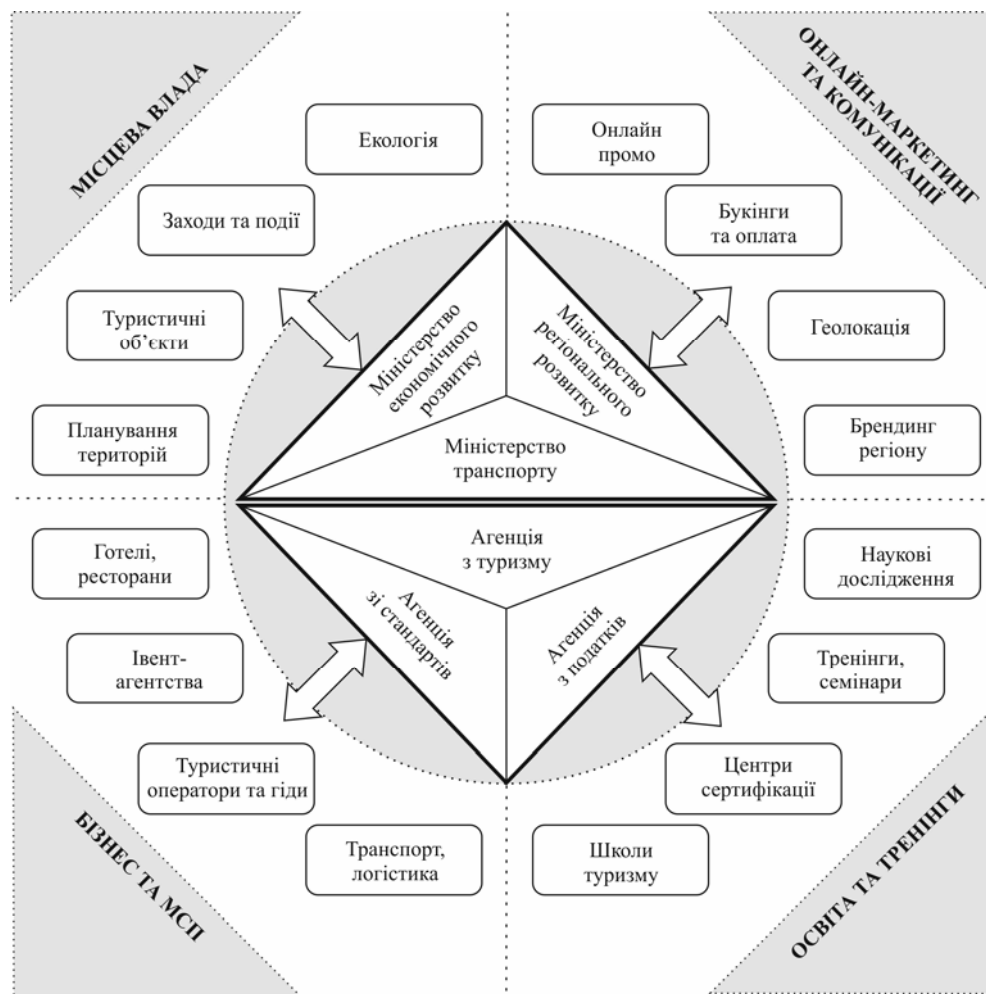 МІСЦЕВА ВЛАДА
ОНЛАЙН-МАРКЕТИНГ
ТА КОМУНІКАЦІЇ
Екологія
Онлайн
промо
Заходи та події
Букінги
та оплата
Туристичні
об’єкти
Геолокація
Планування
територій
Брендинг
регіону
Міністерство
економічного
розвитку
Міністерство
регіонального
розвитку
Міністерство
транспорту
Агенція
з туризму
Агенція
зі стандартів
Агенція
з податків
Готелі,
ресторани
Наукові
дослідження
Івент-
агентства
Тренінги,
семінари
Туристичні
оператори та гіди
Центри
сертифікації
Транспорт,
логістика
Школи
туризму
БІЗНЕС ТА МСП
ОСВІТА ТА ТРЕНІНГИ